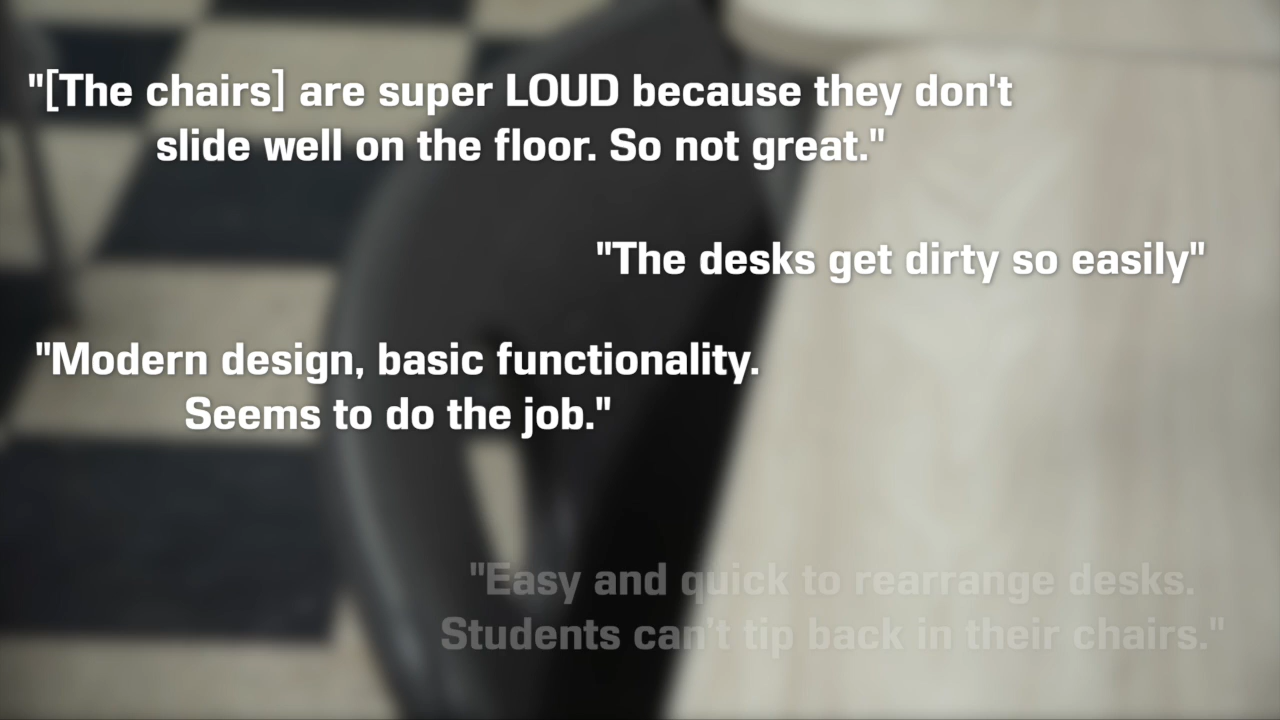 "[The chairs] are super LOUD because they don't
slide well on the floor. So not great."
"The desks get dirty so easily"
"Modern design, basic functionality.
Seems to do the job."
"Easy and quick to rearrange desks.
Students can't tip back in their chairs."